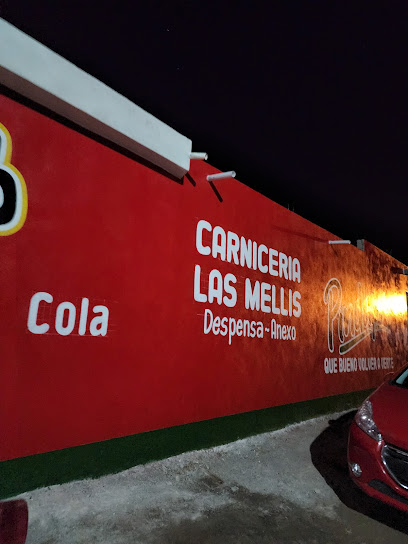 Cola
CARNICERIA
LAS MELLIS
Despensa~Anexo
QUE BUENO VOLVER A VERTE